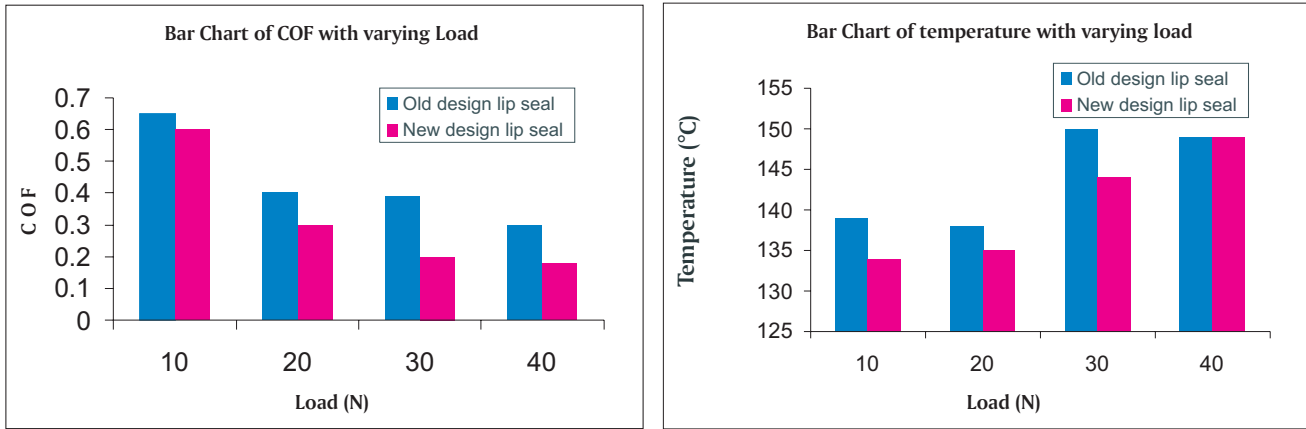 Bar Chart of COF with varying Load
Old design lip seal
New design lip seal
0.7
0.6
0.5
0.4
0.3
0.2
0.1
0
C O F
10 20 30 40
Load (N)
Bar Chart of temperature with varying load
Old design lip seal
New design lip seal
155
150
145
140
135
130
125
Temperature (°C)
10 20 30 40
Load (N)